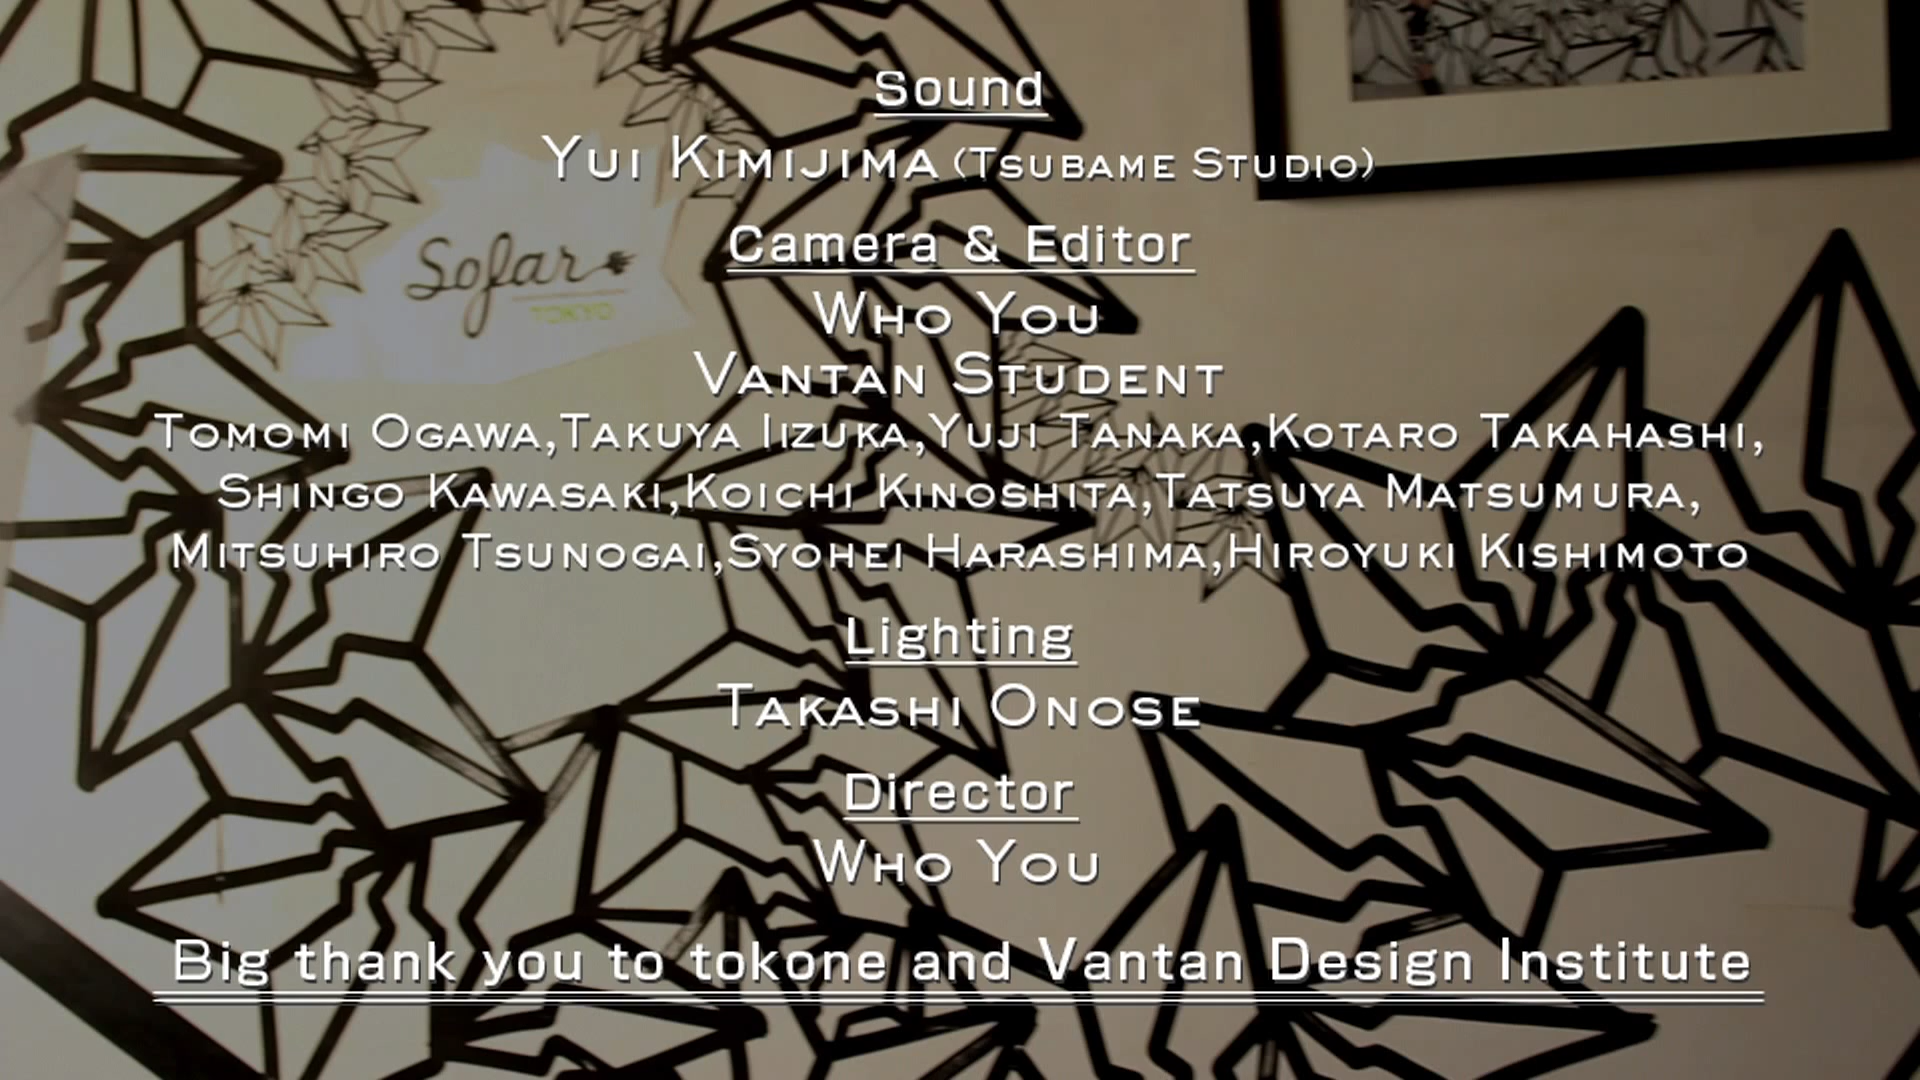 Sound
Yui Kimijima (Tsubame Studio)
Sofar
TOKYO
Camera & Editor
Who You
Vantan Student
Tomomi Ogawa,Takuya Iizuka,Yuji Tanaka,Kotaro Takahashi,
Shingo Kawasaki,Koichi Kinoshita,Tatsuya Matsumura,
Mitsuhiro Tsunogai,Syohei Harashima,Hiroyuki Kishimoto
Lighting
Takashi Onose
Director
Who You
Big thank you to tokone and Vantan Design Institute